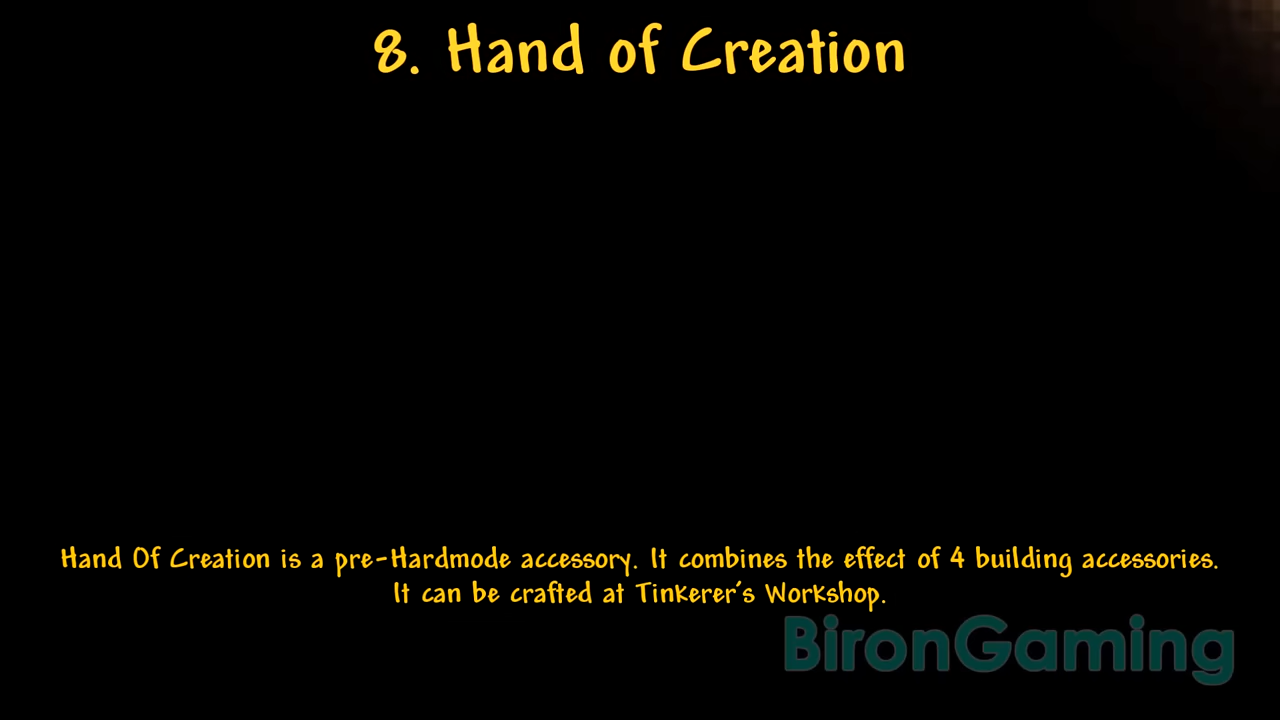 8. Hand of Creation
Hand Of Creation is a pre-Hardmode accessory. It combines the effect of 4 building accessories.
It can be crafted at Tinkerer's Workshop.
BironGaming